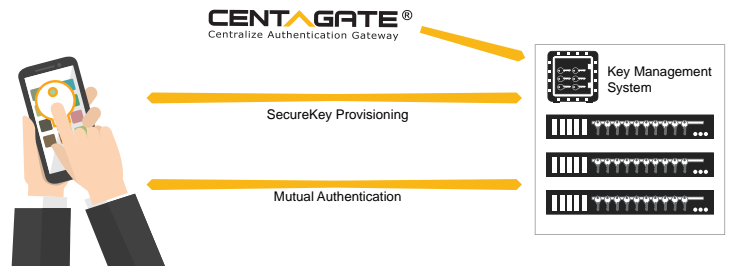 CENTAGATE®
Centralize Authentication Gateway
Key Management
System
SecureKey Provisioning
Mutual Authentication